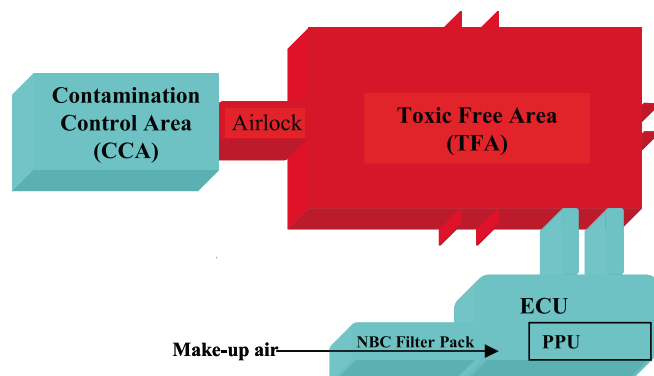 Contamination
Control Area
(CCA)
Airlock
Toxic Free Area
(TFA)
ECU
Make-up air
NBC Filter Pack
PPU